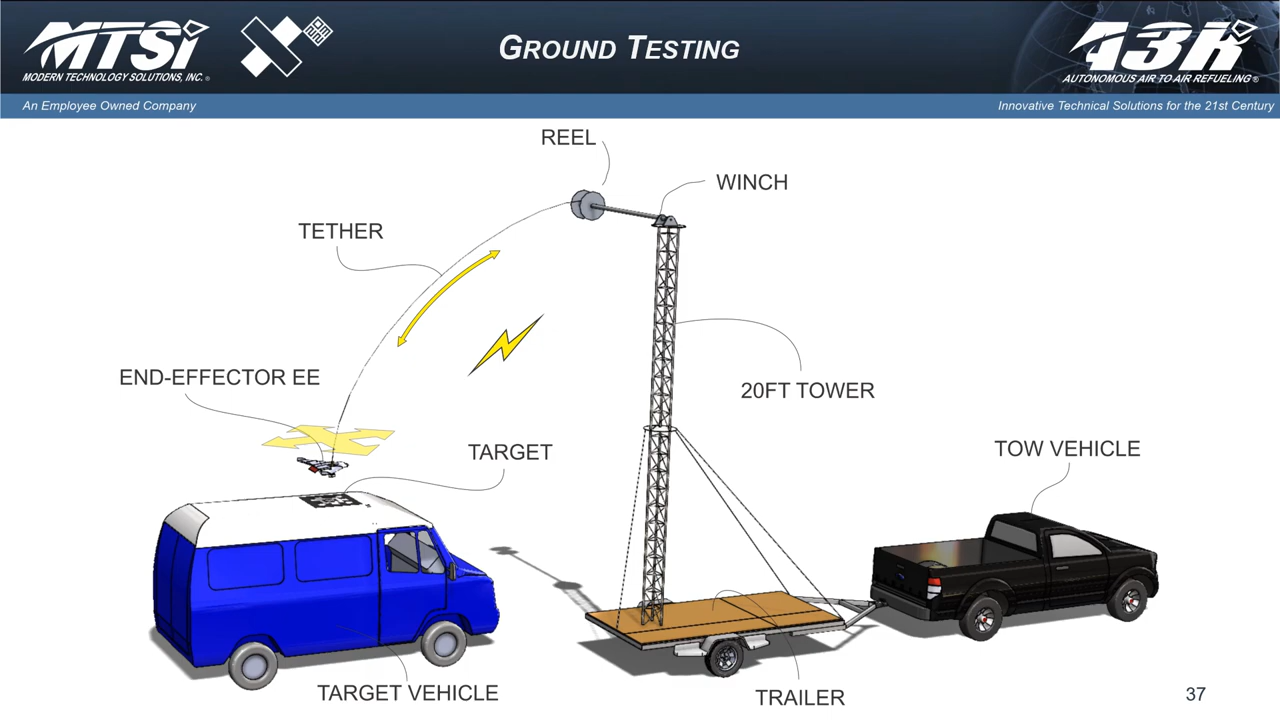 MTSi
MODERN TECHNOLOGY SOLUTIONS, INC.®
GROUND TESTING
A3R
AUTONOMOUS AIR TO AIR REFUELING®
An Employee Owned Company
Innovative Technical Solutions for the 21st Century
REEL
WINCH
TETHER
END-EFFECTOR EE
20FT TOWER
TARGET
TOW VEHICLE
TARGET VEHICLE
TRAILER
37